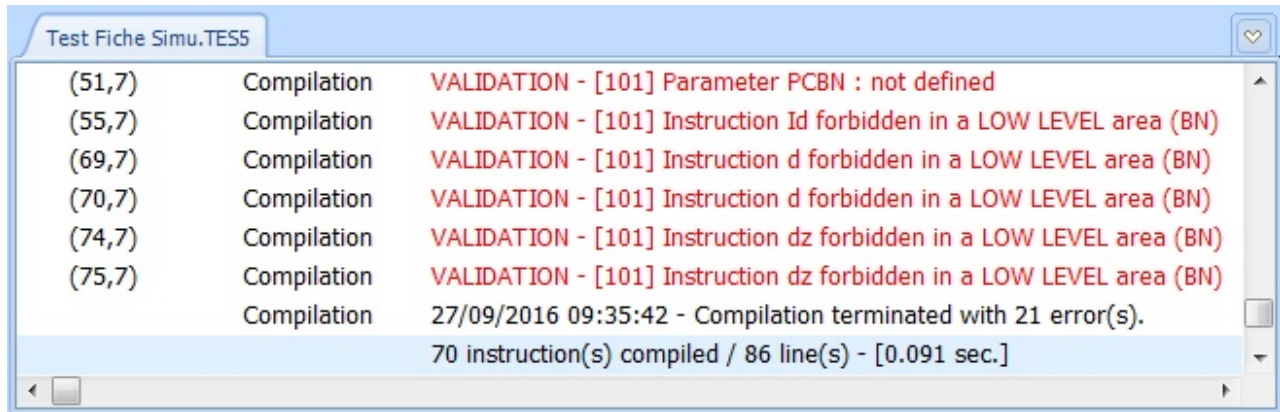 Test Fiche Simu.TES5
(51,7) Compilation VALIDATION - [101] Parameter PCBN : not defined
(55,7) Compilation VALIDATION - [101] Instruction Id forbidden in a LOW LEVEL area (BN)
(69,7) Compilation VALIDATION - [101] Instruction d forbidden in a LOW LEVEL area (BN)
(70,7) Compilation VALIDATION - [101] Instruction d forbidden in a LOW LEVEL area (BN)
(74,7) Compilation VALIDATION - [101] Instruction dz forbidden in a LOW LEVEL area (BN)
(75,7) Compilation VALIDATION - [101] Instruction dz forbidden in a LOW LEVEL area (BN)
Compilation 27/09/2016 09:35:42 - Compilation terminated with 21 error(s).
70 instruction(s) compiled / 86 line(s) - [0.091 sec.]